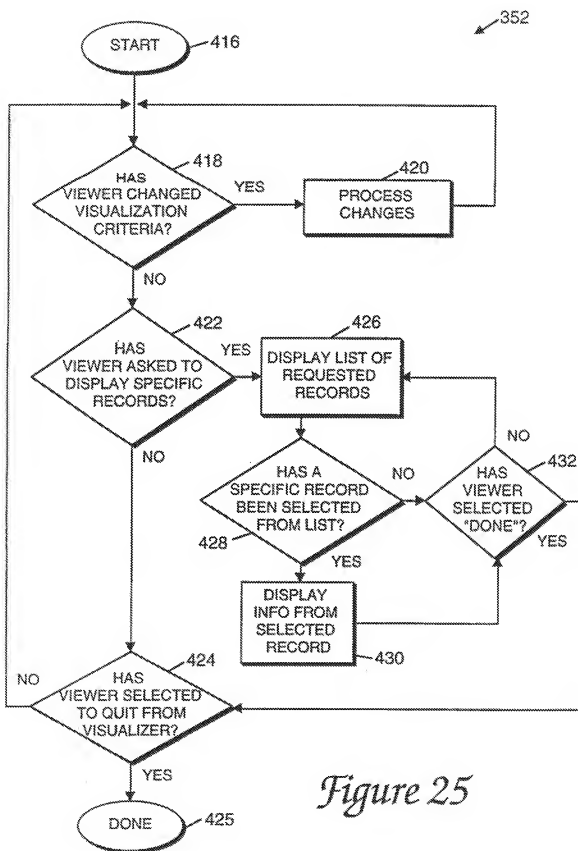 352
START
416
HAS
VIEWER CHANGED
VISUALIZATION
CRITERIA?
418
YES
420
PROCESS
CHANGES
NO
HAS
VIEWER ASKED TO
DISPLAY SPECIFIC
RECORDS?
422
YES
426
DISPLAY LIST OF
REQUESTED
RECORDS
NO
NO
HAS A
SPECIFIC RECORD
BEEN SELECTED
FROM LIST?
428
NO
HAS
VIEWER
SELECTED
"DONE"?
432
YES
YES
DISPLAY
INFO FROM
SELECTED
RECORD
430
HAS
VIEWER SELECTED
TO QUIT FROM
VISUALIZER?
424
NO
YES
DONE
425
Figure 25